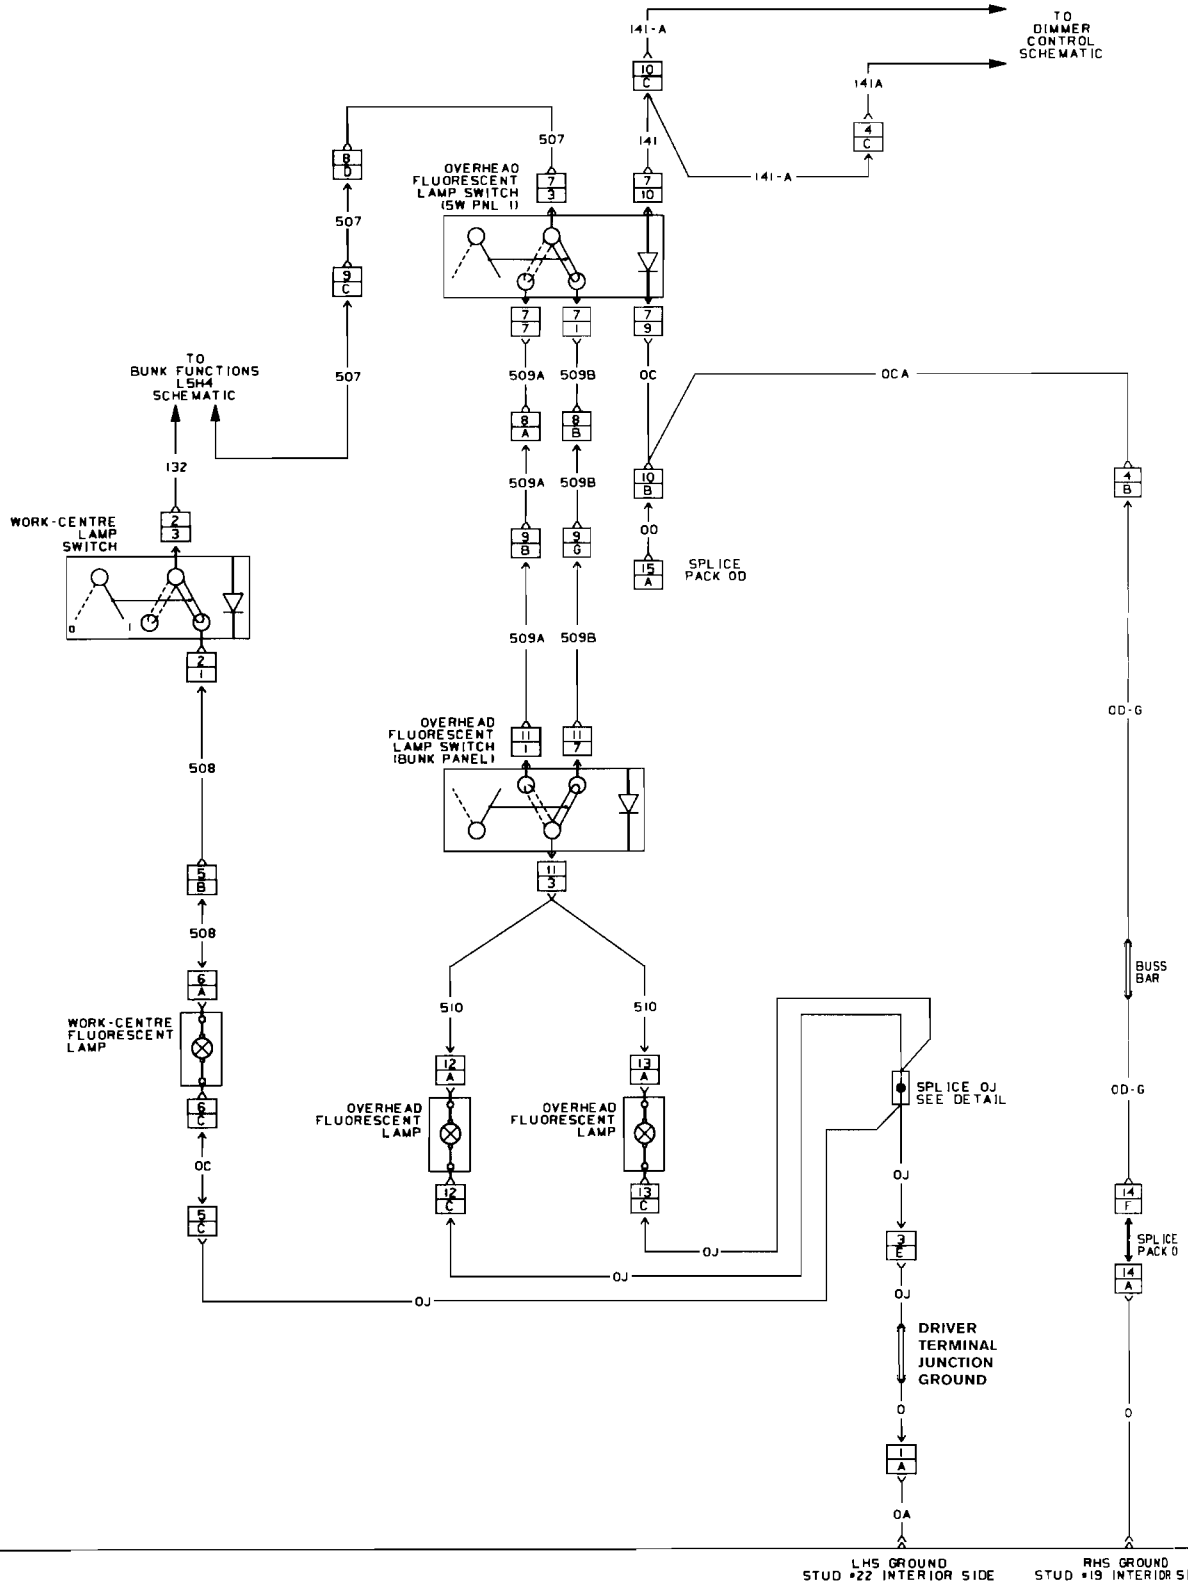 TO
DIMMER
CONTROL
SCHEMATIC
141-A
10
C
141A
4
C
507
141
141-A
8
D
OVERHEAD
FLUORESCENT
LAMP SWITCH
(SW PNL 1)
7
3
7
10
507
9
C
7
7
7
1
7
9
TO
BUNK FUNCTIONS
LSH4
SCHEMATIC
507
509A
509B
OC
OCA
8
A
8
B
132
10
B
4
B
509A
509B
WORK-CENTRE
LAMP
SWITCH
2
3
OD
9
B
9
G
15
A
SPLICE
PACK OD
0
1
509A
509B
2
1
OD-G
OVERHEAD
FLUORESCENT
LAMP SWITCH
(BUNK PANEL)
11
1
11
7
508
5
B
11
3
508
6
A
BUSS
BAR
510
510
WORK-CENTRE
FLUORESCENT
LAMP
12
A
13
A
SPLICE OJ
SEE DETAIL
OD-G
6
C
OVERHEAD
FLUORESCENT
LAMP
OVERHEAD
FLUORESCENT
LAMP
OC
OJ
12
C
13
C
14
F
5
C
3
E
SPLICE
PACK O
OJ
OJ
14
A
OJ
OJ
DRIVER
TERMINAL
JUNCTION
GROUND
O
O
1
A
OA
LHS GROUND
STUD #22 INTERIOR SIDE
RHS GROUND
STUD #19 INTERIOR SI